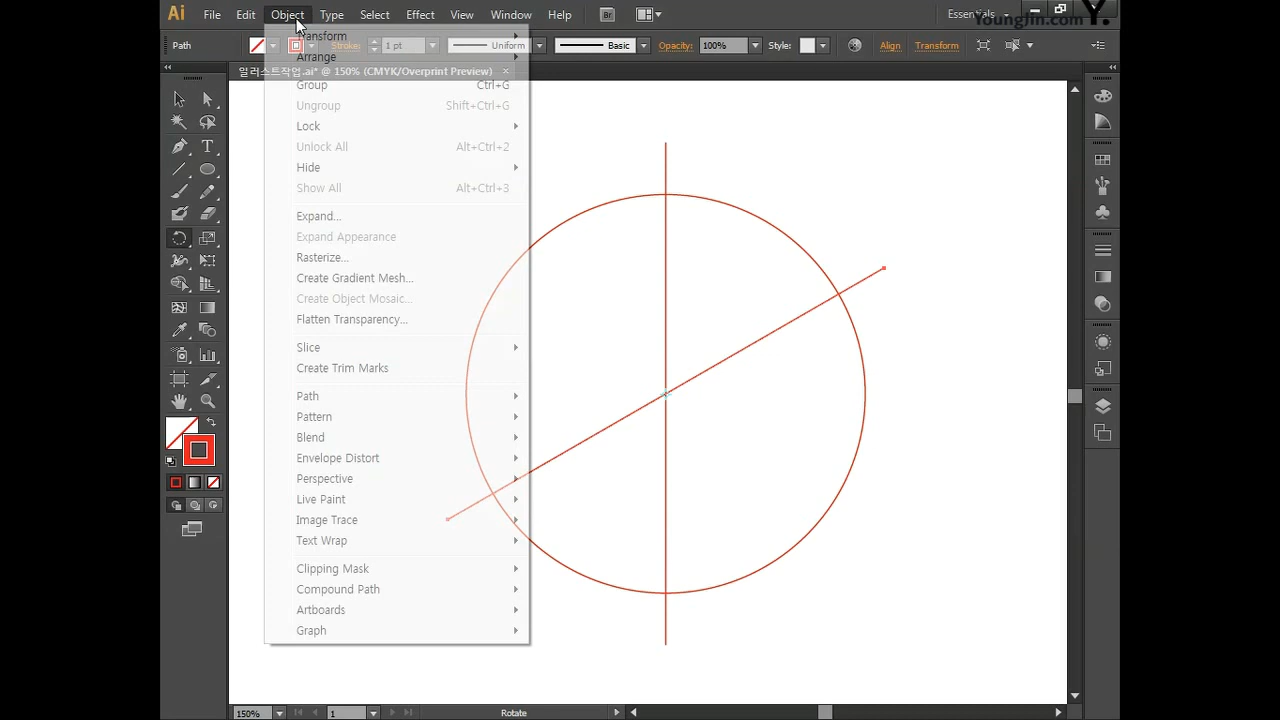 Ai File Edit Object Type Select Effect View Window Help Br Essentials
YoungJin.com Y.
Path Stroke: 1 pt Uniform Basic Opacity: 100% Style: Align Transform
일러스트작업.ai* @ 150% (CMYK/Overprint Preview) ×
Transform
Arrange
Group Ctrl+G
Ungroup Shift+Ctrl+G
Lock
Unlock All Alt+Ctrl+2
Hide
Show All Alt+Ctrl+3
Expand...
Expand Appearance
Rasterize...
Create Gradient Mesh...
Create Object Mosaic...
Flatten Transparency...
Slice
Create Trim Marks
Path
Pattern
Blend
Envelope Distort
Perspective
Live Paint
Image Trace
Text Wrap
Clipping Mask
Compound Path
Artboards
Graph
150% 1 Rotate